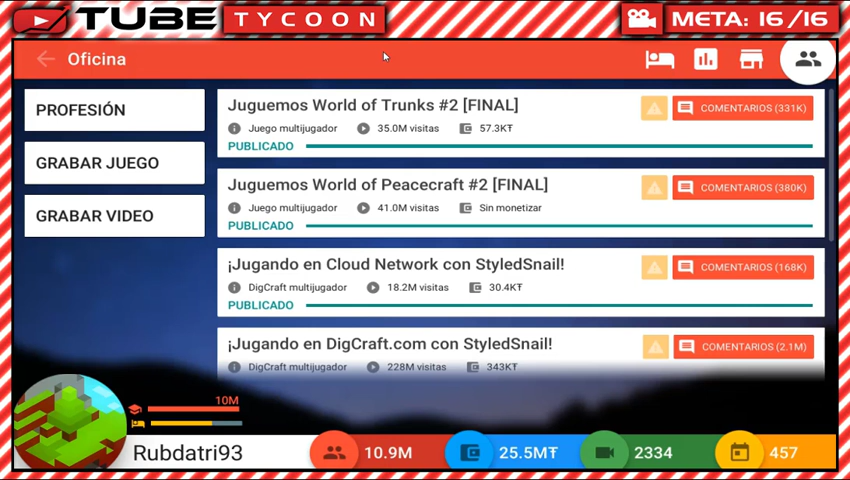 TUBE TYCOON
META: 16/16
Oficina
PROFESIÓN
GRABAR JUEGO
GRABAR VIDEO
Juguemos World of Trunks #2 [FINAL]
COMENTARIOS (331K)
Juego multijugador 35.0M visitas 57.3KŦ
PUBLICADO
Juguemos World of Peacecraft #2 [FINAL]
COMENTARIOS (380K)
Juego multijugador 41.0M visitas Sin monetizar
PUBLICADO
¡Jugando en Cloud Network con StyledSnail!
COMENTARIOS (168K)
DigCraft multijugador 18.2M visitas 30.4KŦ
PUBLICADO
¡Jugando en DigCraft.com con StyledSnail!
COMENTARIOS (2.1M)
DigCraft multijugador 228M visitas 343KŦ
10M
Rubdatri93
10.9M
25.5MŦ
2334
457